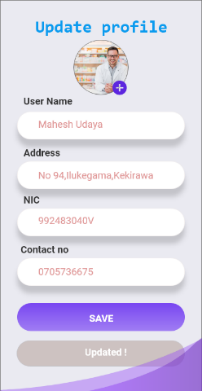 Update profile
+
User Name
Mahesh Udaya
Address
No 94,Ilukegama,Kekirawa
NIC
992483040V
Contact no
0705736675
SAVE
Updated !